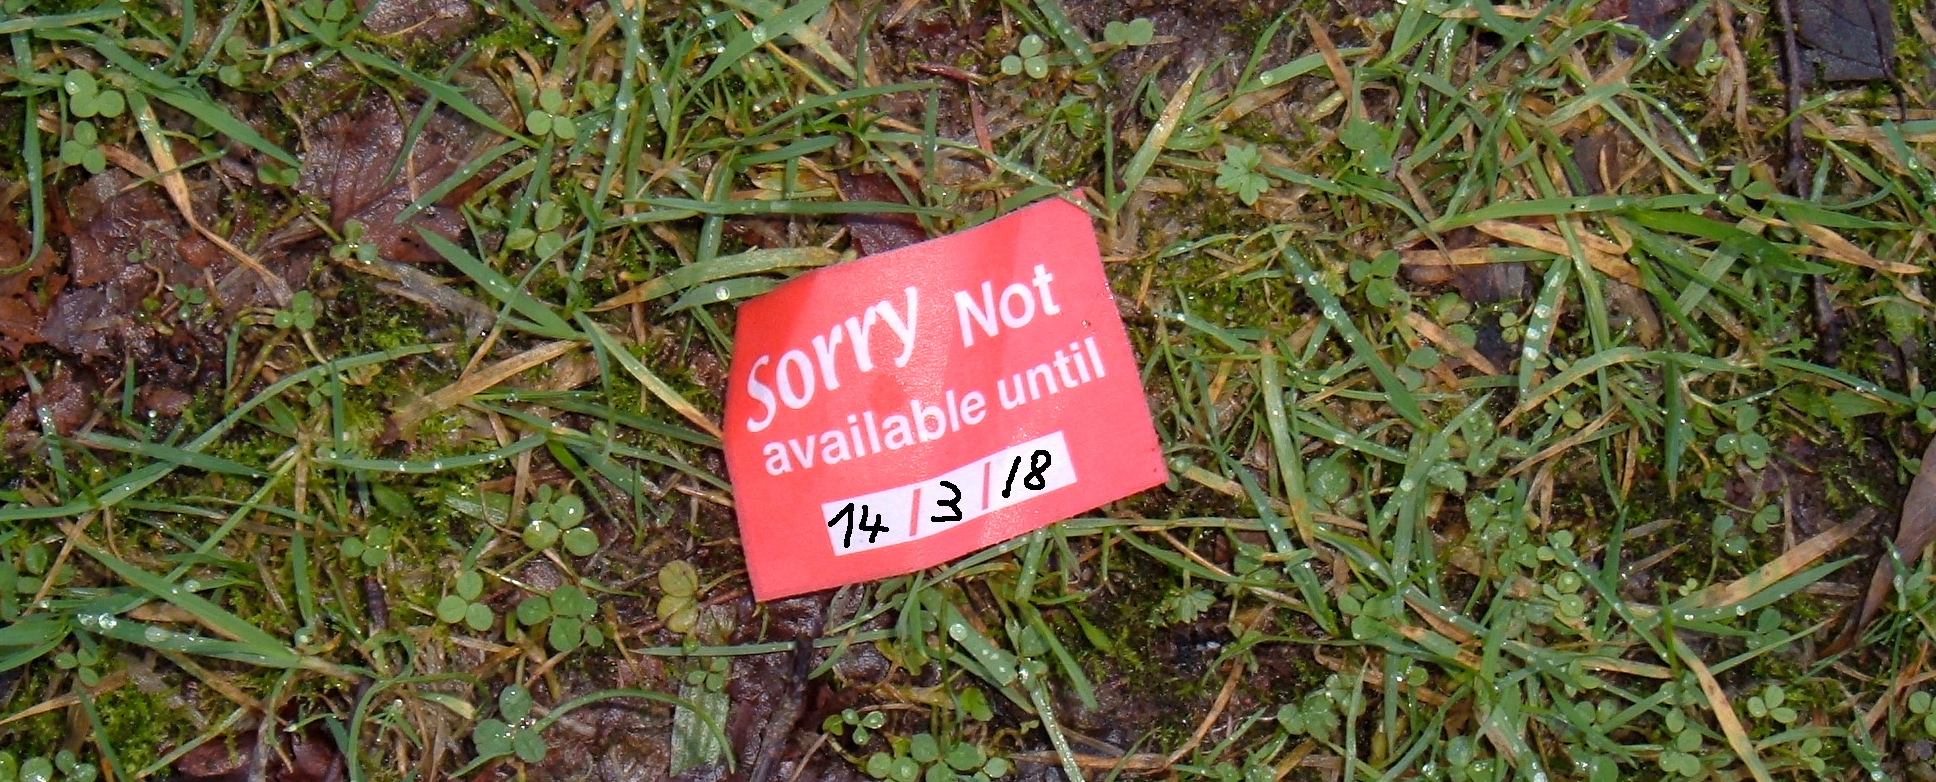 Sorry Not
available until
14/3/18